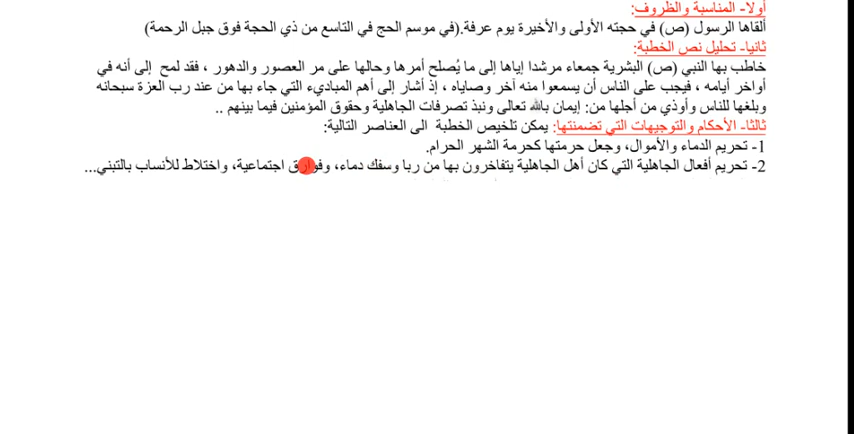 أولا- المناسبة والظروف:
ألقاها الرسول (ص) في حجته الأولى والأخيرة يوم عرفة.(في موسم الحج في التاسع من ذي الحجة فوق جبل الرحمة)
ثانيا- تحليل نص الخطبة:
خاطب بها النبي (ص) البشرية جمعاء مرشدا إياها إلى ما يُصلح أمرها وحالها على مر العصور والدهور ، فقد لمح إلى أنه في
أواخر أيامه ، فيجب على الناس أن يسمعوا منه آخر وصاياه ، إذ أشار إلى أهم المباديء التي جاء بها من عند رب العزة سبحانه
وبلغها للناس وأوذي من أجلها من: إيمان بالله تعالى ونبذ تصرفات الجاهلية وحقوق المؤمنين فيما بينهم ..
ثالثا- الأحكام والتوجيهات التي تضمنتها: يمكن تلخيص الخطبة الى العناصر التالية:
1- تحريم الدماء والأموال، وجعل حرمتها كحرمة الشهر الحرام.
2- تحريم أفعال الجاهلية التي كان أهل الجاهلية يتفاخرون بها من ربا وسفك دماء، وفوارق اجتماعية، واختلاط للأنساب بالتبني...